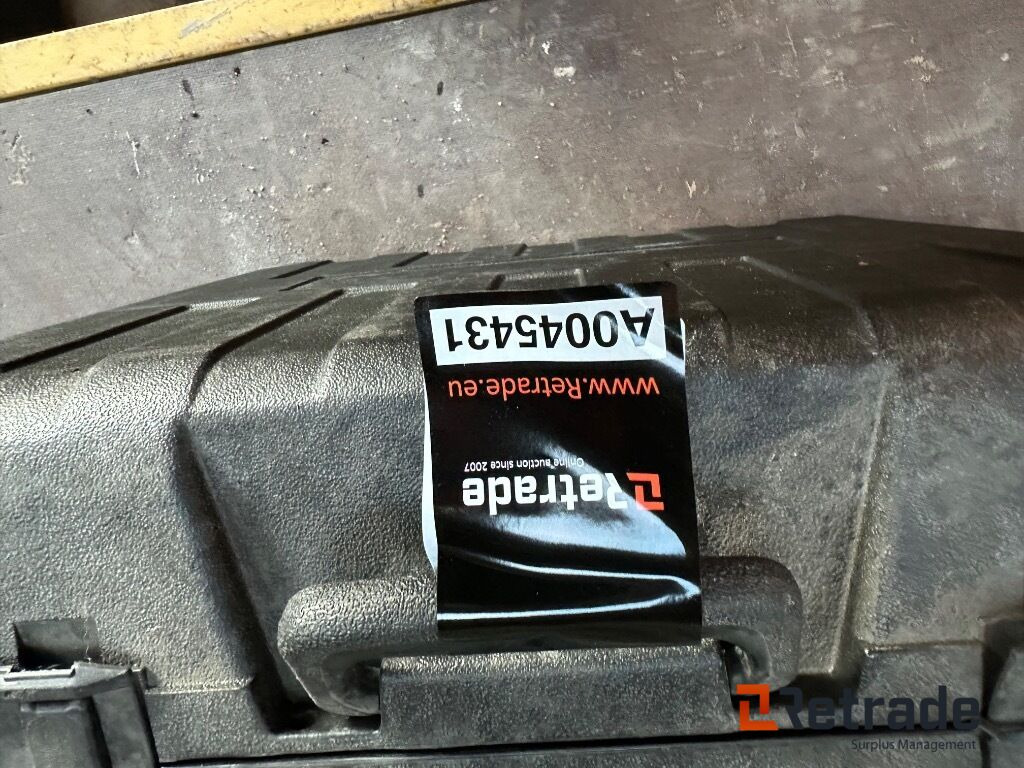 Retrade
Online auction since 2007
www.Retrade.eu
A0045431
Retrade
Surplus Management